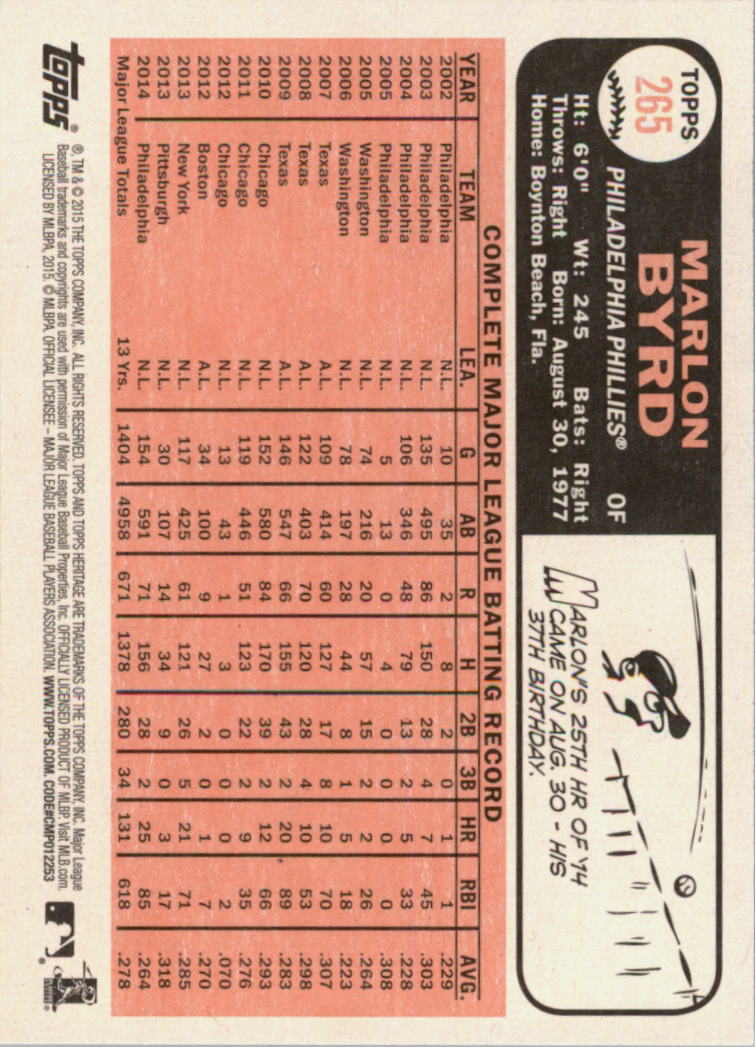 TOPPS
265
MARLON
BYRD
PHILADELPHIA PHILLIES® OF
Ht: 6'0" Wt: 245 Bats: Right
Throws: Right Born: August 30, 1977
Home: Boynton Beach, Fla.
MARLON'S 25TH HR OF '14
CAME ON AUG. 30 - HIS
37TH BIRTHDAY.
COMPLETE MAJOR LEAGUE BATTING RECORD
YEAR TEAM LEA. G AB R H 2B 3B HR RBI AVG.
2002 Philadelphia N.L. 10 35 2 8 2 0 1 1 .229
2003 Philadelphia N.L. 135 495 86 150 28 4 7 45 .303
2004 Philadelphia N.L. 106 346 48 79 13 2 5 33 .228
2005 Philadelphia N.L. 5 13 0 4 0 0 0 0 .308
2005 Washington N.L. 74 216 20 57 15 2 2 26 .264
2006 Washington N.L. 78 197 28 44 8 1 5 18 .223
2007 Texas A.L. 109 414 60 127 17 8 10 70 .307
2008 Texas A.L. 122 403 70 120 28 4 10 53 .298
2009 Texas A.L. 146 547 66 155 43 2 20 89 .283
2010 Chicago N.L. 152 580 84 170 39 2 12 66 .293
2011 Chicago N.L. 119 446 51 123 22 2 9 35 .276
2012 Chicago N.L. 13 43 1 3 0 0 0 2 .070
2012 Boston A.L. 34 100 9 27 2 0 1 7 .270
2013 New York N.L. 117 425 61 121 26 5 21 71 .285
2013 Pittsburgh N.L. 30 107 14 34 9 0 3 17 .318
2014 Philadelphia N.L. 154 591 71 156 28 2 25 85 .264
Major League Totals 13 Yrs. 1404 4958 671 1378 280 34 131 618 .278
topps®
®, TM & © 2015 THE TOPPS COMPANY, INC. ALL RIGHTS RESERVED. TOPPS AND TOPPS HERITAGE ARE TRADEMARKS OF THE TOPPS COMPANY, INC. Major League
Baseball trademarks and copyrights are used with permission of Major League Baseball Properties, Inc. OFFICIALLY LICENSED PRODUCT OF MLBP. Visit MLB.com.
LICENSED BY MLBPA, 2015, © MLBPA. OFFICIAL LICENSEE – MAJOR LEAGUE BASEBALL PLAYERS ASSOCIATION. WWW.TOPPS.COM. CODE#CMP012253